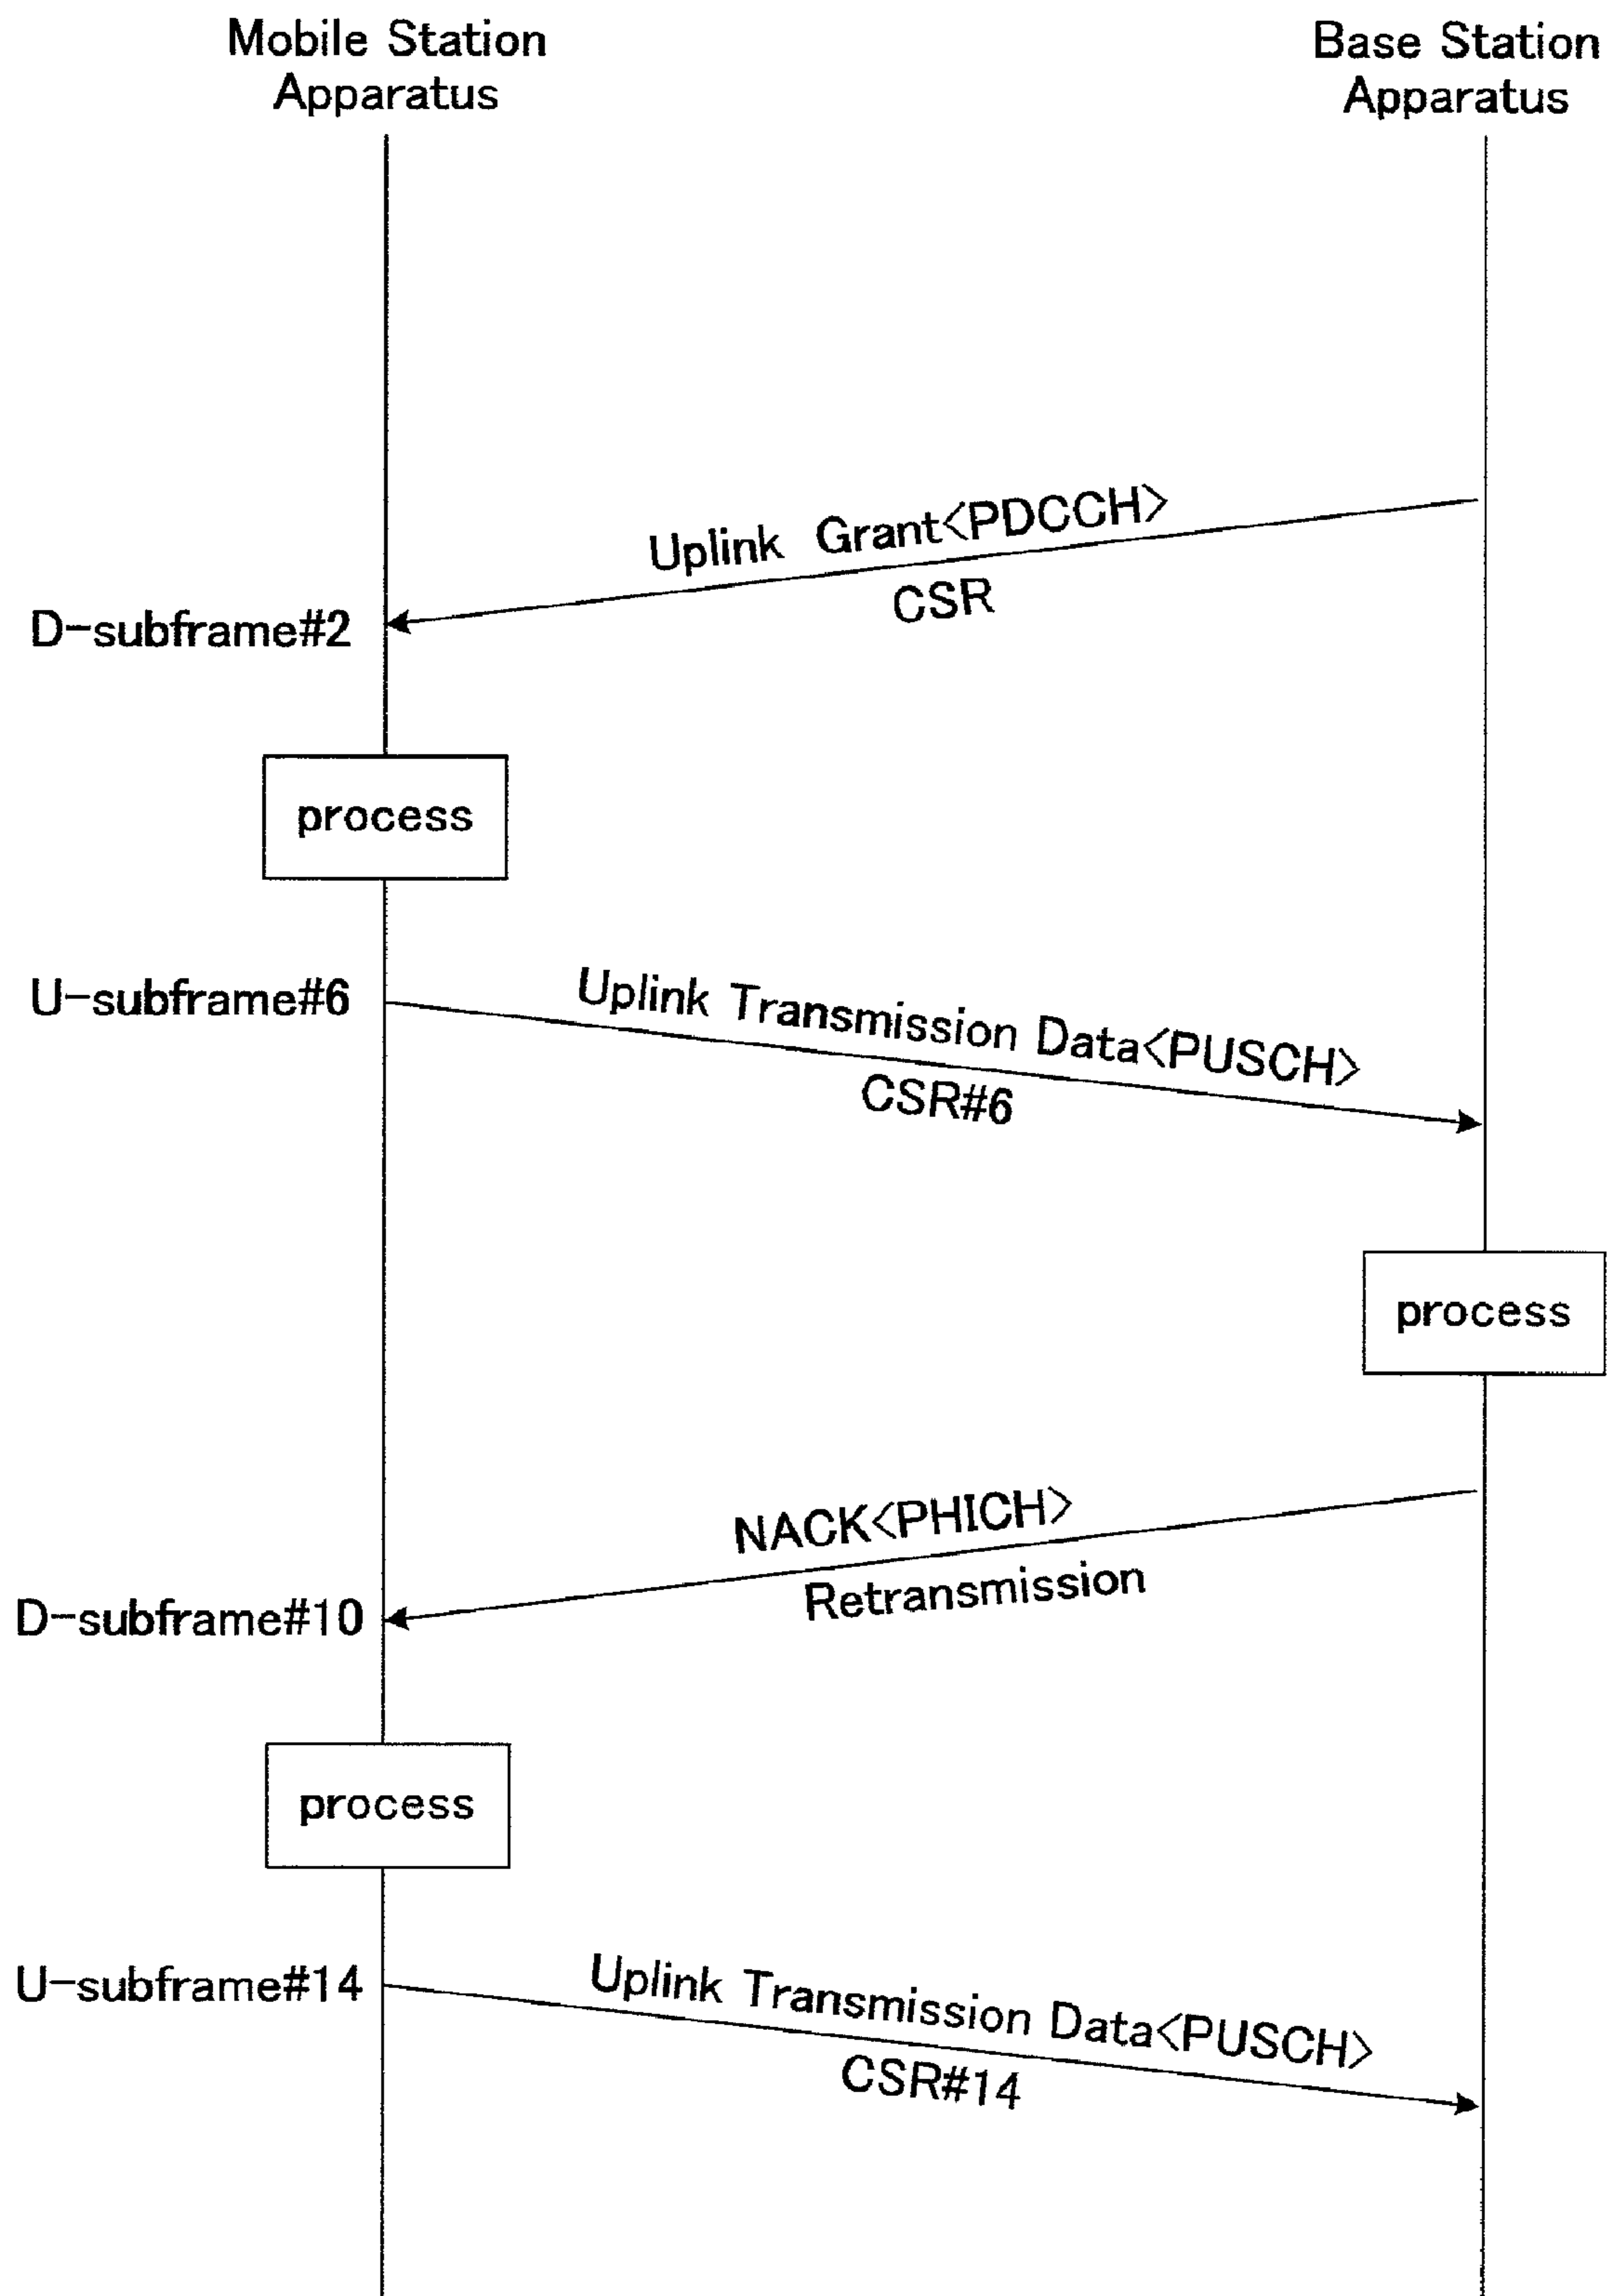 Mobile Station
Apparatus
Base Station
Apparatus
Uplink Grant<PDCCH>
CSR
D-subframe#2
process
U-subframe#6
Uplink Transmission Data<PUSCH>
CSR#6
process
NACK<PHICH>
Retransmission
D-subframe#10
process
U-subframe#14
Uplink Transmission Data<PUSCH>
CSR#14